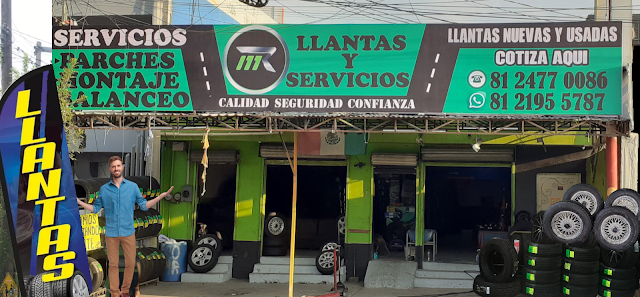 SERVICIOS
PARCHES
MONTAJE
BALANCEO
MR
LLANTAS
Y
SERVICIOS
CALIDAD SEGURIDAD CONFIANZA
LLANTAS NUEVAS Y USADAS
COTIZA AQUI
81 2477 0086
81 2195 5787
LLANTAS